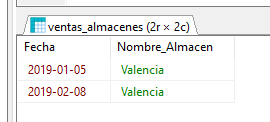 ventas_almacenes (2r × 2c)
Fecha Nombre_Almacen
2019-01-05 Valencia
2019-02-08 Valencia